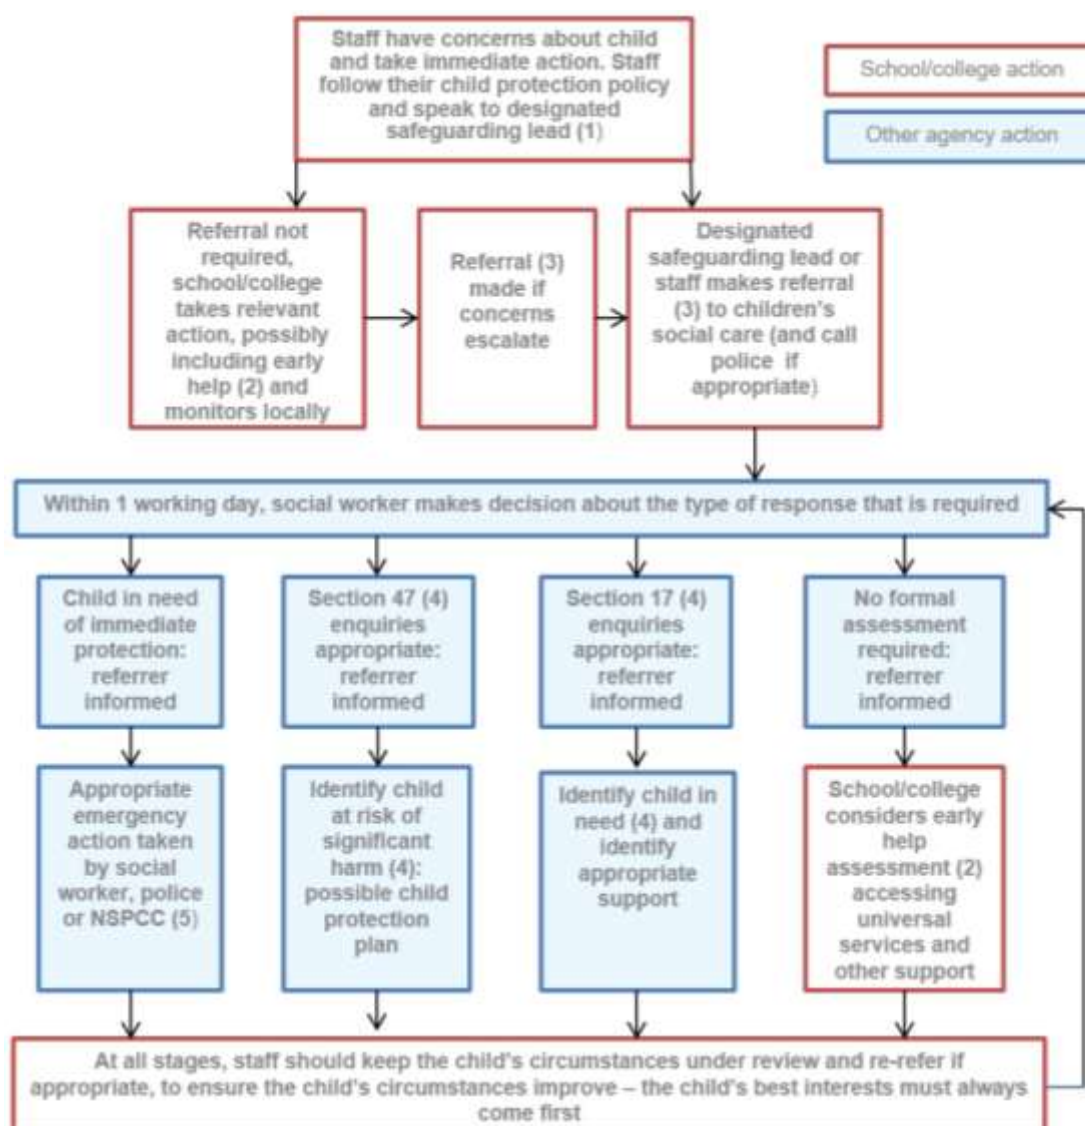 Staff have concerns about child
and take immediate action. Staff
follow their child protection policy
and speak to designated
safeguarding lead (1)
School/college action
Other agency action
Referral not
required,
school/college
takes relevant
action, possibly
including early
help (2) and
monitors locally
Referral (3)
made if
concerns
escalate
Designated
safeguarding lead or
staff makes referral
(3) to children's
social care (and call
police if
appropriate)
Within 1 working day, social worker makes decision about the type of response that is required
Child in need
of immediate
protection:
referrer
informed
Section 47 (4)
enquiries
appropriate:
referrer
informed
Section 17 (4)
enquiries
appropriate:
referrer
informed
No formal
assessment
required:
referrer
informed
Appropriate
emergency
action taken
by social
worker, police
or NSPCC (5)
Identify child
at risk of
significant
harm (4):
possible child
protection
plan
Identify child in
need (4) and
identify
appropriate
support
School/college
considers early
help
assessment (2)
accessing
universal
services and
other support
At all stages, staff should keep the child's circumstances under review and re-refer if
appropriate, to ensure the child's circumstances improve – the child's best interests must always
come first